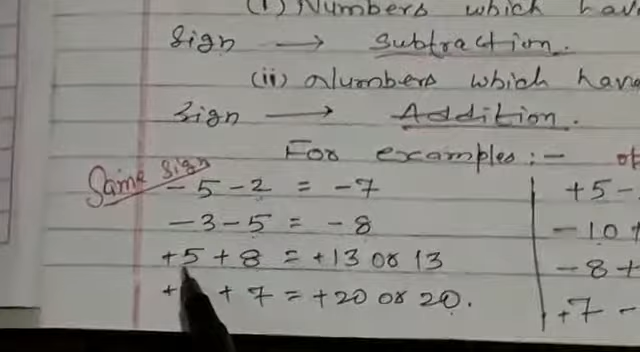 (i) Numbers which hav
Sign → Subtraction.
(ii) Numbers which have
Sign → Addition.
For examples :-
Same sign
-5-2 = -7
-3-5 = -8
+5+8 = +13 or 13
+ +7 = +20 or 20.
+5-
-10+
-8+
+7-